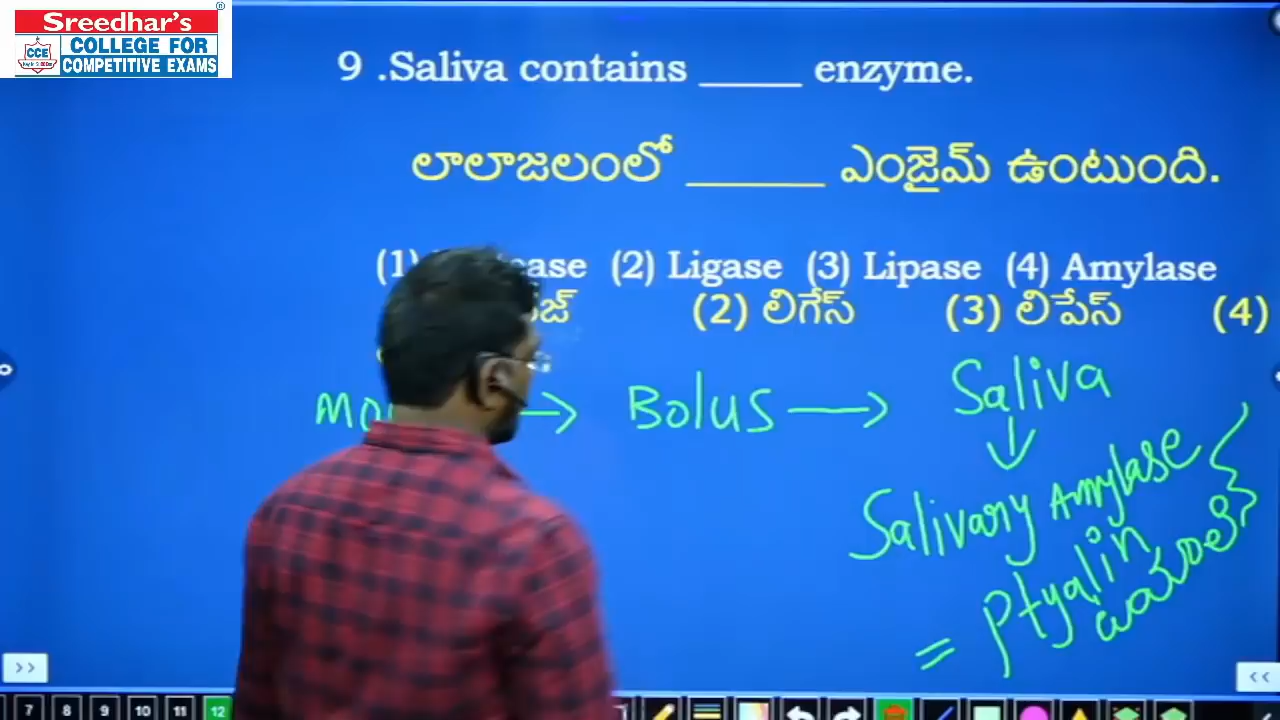 Sreedhar's
CCE
COLLEGE FOR
COMPETITIVE EXAMS
9 .Saliva contains _____ enzyme.
లాలాజలంలో ______ ఎంజైమ్ ఉంటుంది.
(1) (2) Ligase (3) Lipase (4) Amylase
(2) లిగేస్ (3) లిపేస్ (4)
Bolus → Saliva
Salivary Amylase
= Ptyalin
>>
<<
7 8 9 10 11 12